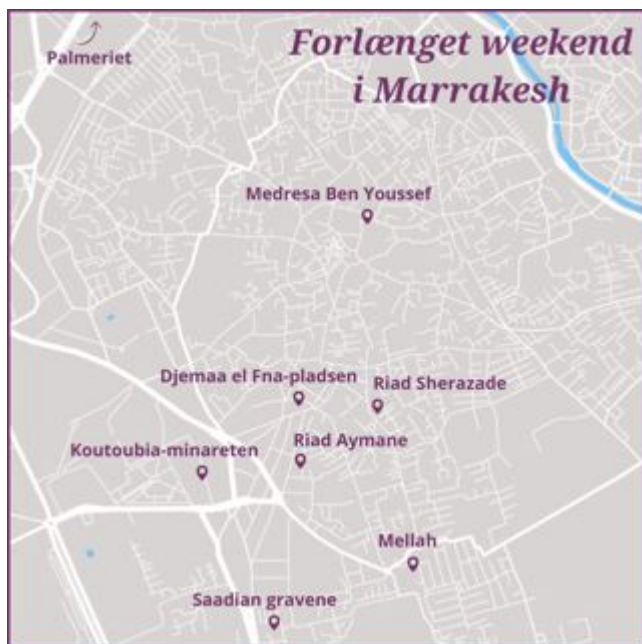 Forlænget weekend
i Marrakesh
Palmeriet
Medresa Ben Youssef
Djemaa el Fna-pladsen
Riad Sherazade
Koutoubia-minareten
Riad Aymane
Mellah
Saadian gravene